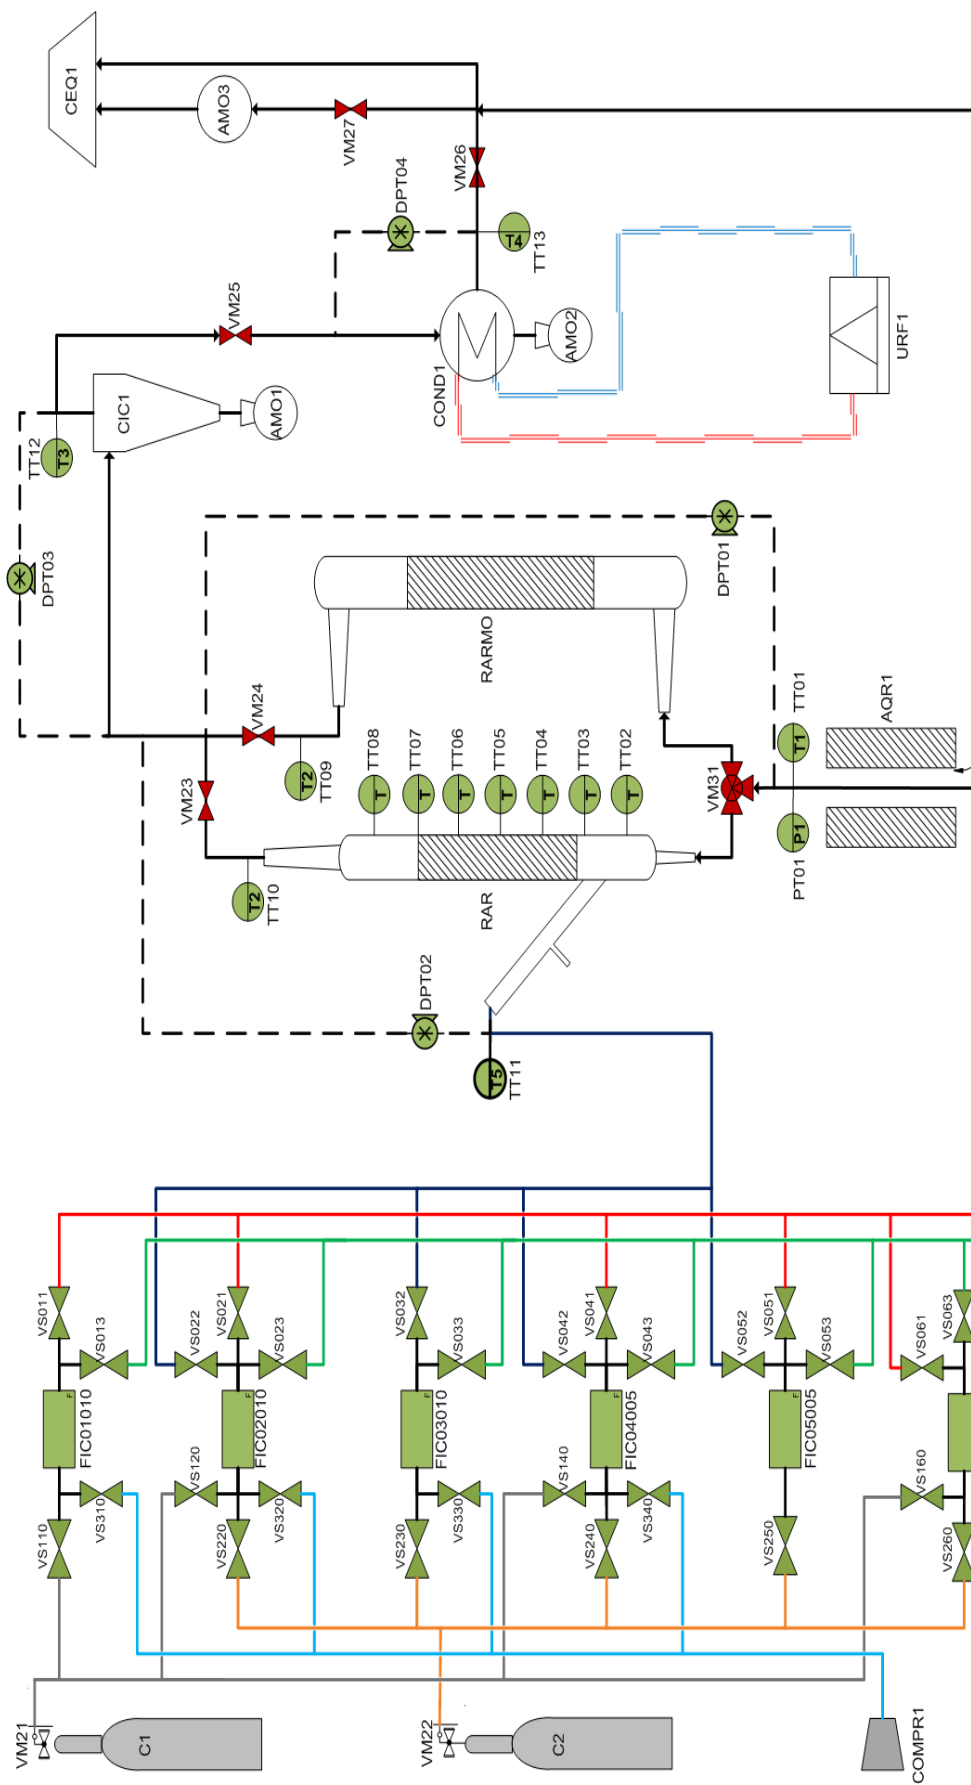 CEQ1
AMO3
VM27
VM26
DPT04
T4
TT13
VM25
COND1
AMO2
URF1
TT12
T3
CIC1
AMO1
DPT03
DPT01
RARMO
VM24
T2
TT09
VM23
T2
TT10
TT08
TT07
TT06
TT05
TT04
TT03
TT02
T
T
T
T
T
T
T
RAR
VM31
TT01
T1
P1
PT01
AQR1
DPT02
T5
TT11
VS011
VS013
VS022
VS021
VS023
VS032
VS033
VS042
VS041
VS043
VS052
VS051
VS053
VS061
VS063
F
FIC01010
F
FIC02010
F
FIC03010
F
FIC04005
F
FIC05005
VS110
VS310
VS120
VS220
VS320
VS230
VS330
VS140
VS240
VS340
VS250
VS160
VS260
VM21
C1
VM22
C2
COMPR1